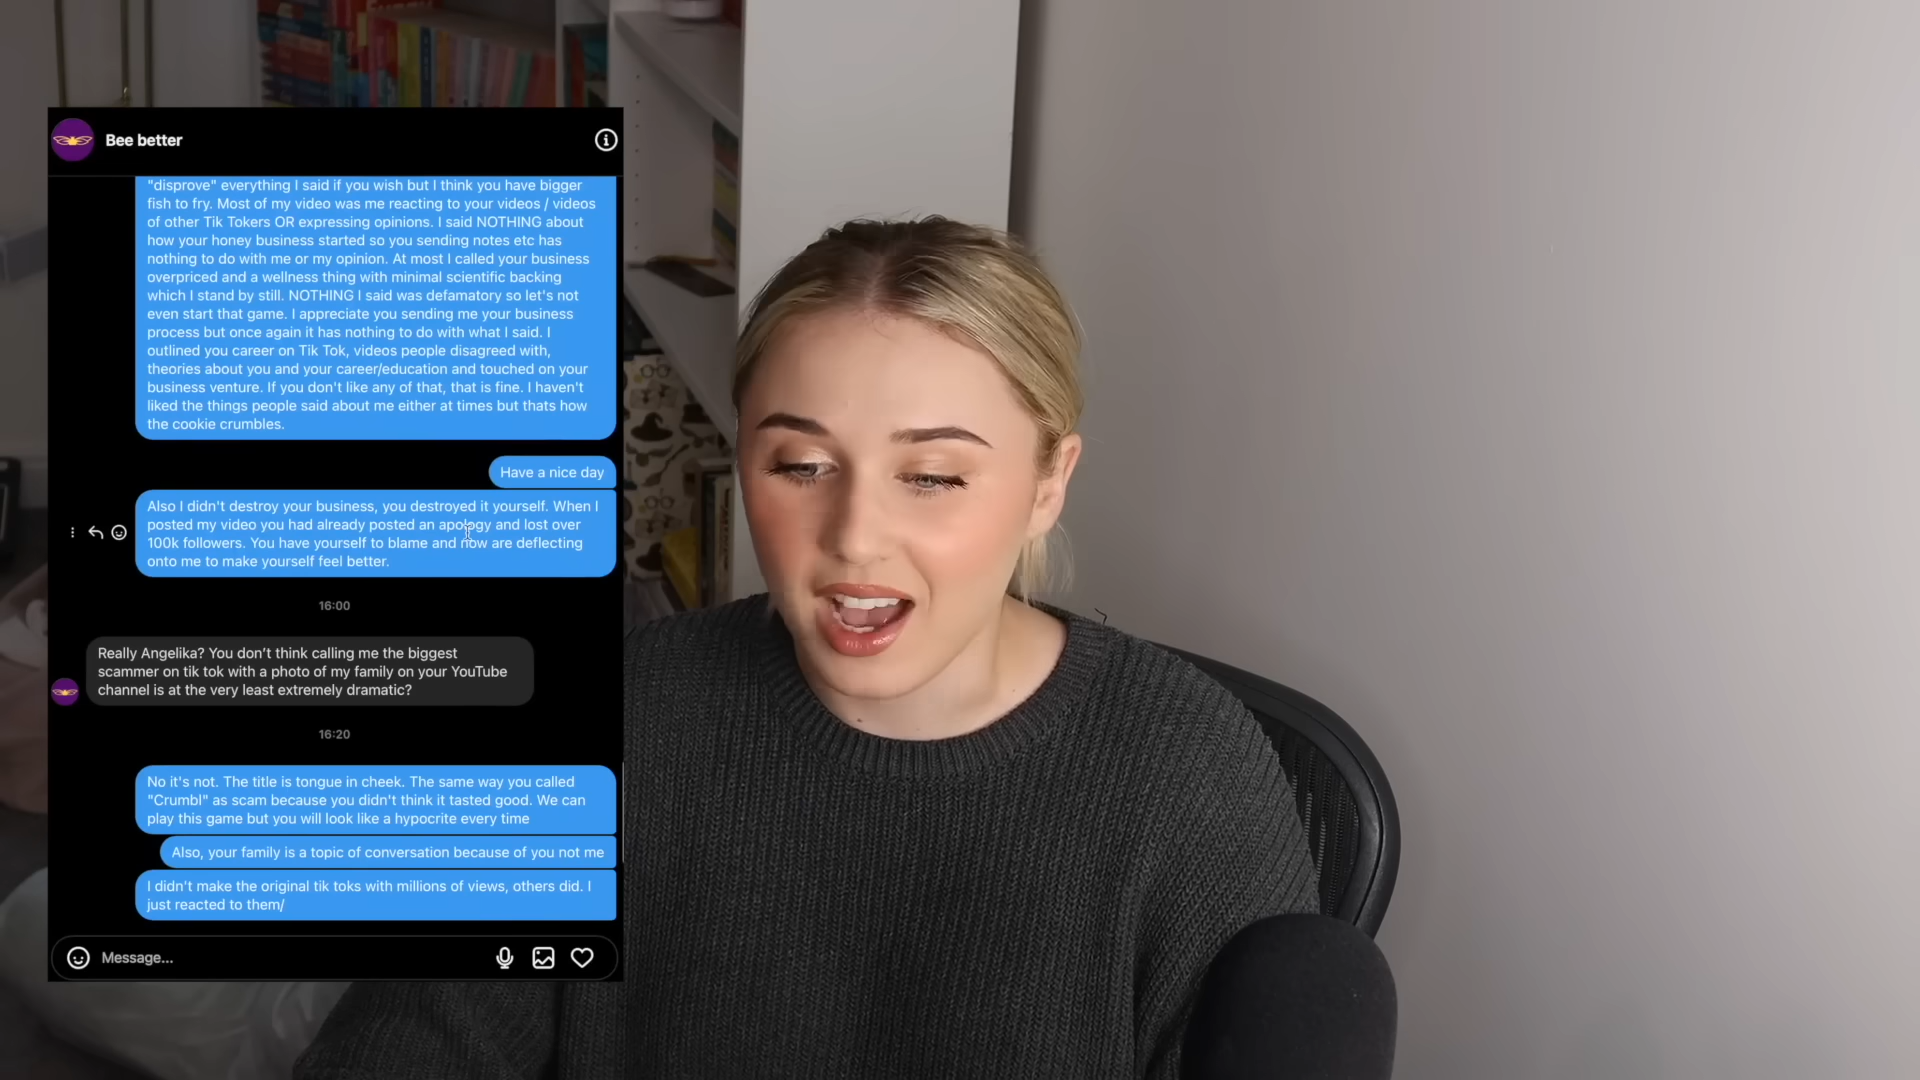 Bee better
"disprove" everything I said if you wish but I think you have bigger
fish to fry. Most of my video was me reacting to your videos / videos
of other Tik Tokers OR expressing opinions. I said NOTHING about
how your honey business started so you sending notes etc has
nothing to do with me or my opinion. At most I called your business
overpriced and a wellness thing with minimal scientific backing
which I stand by still. NOTHING I said was defamatory so let's not
even start that game. I appreciate you sending me your business
process but once again it has nothing to do with what I said. I
outlined you career on Tik Tok, videos people disagreed with,
theories about you and your career/education and touched on your
business venture. If you don't like any of that, that is fine. I haven't
liked the things people said about me either at times but thats how
the cookie crumbles.
Have a nice day
Also I didn't destroy your business, you destroyed it yourself. When I
posted my video you had already posted an apology and lost over
100k followers. You have yourself to blame and now are deflecting
onto me to make yourself feel better.
16:00
Really Angelika? You don't think calling me the biggest
scammer on tik tok with a photo of my family on your YouTube
channel is at the very least extremely dramatic?
16:20
No it's not. The title is tongue in cheek. The same way you called
"Crumbl" as scam because you didn't think it tasted good. We can
play this game but you will look like a hypocrite every time
Also, your family is a topic of conversation because of you not me
I didn't make the original tik toks with millions of views, others did. I
just reacted to them/
Message...